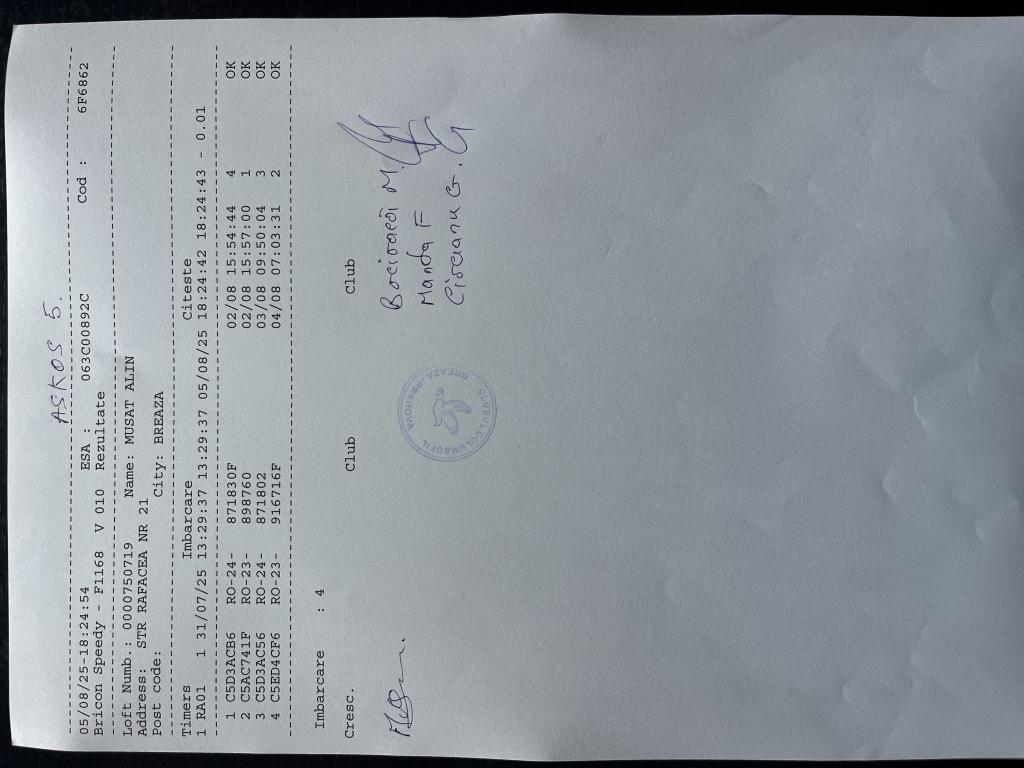 ASKOS 5.
05/08/25-18:24:54 ESA : 063C00892C Cod : 6F6862
Bricon Speedy - F1168 V 010 Rezultate
Loft Numb.: 0000750719 Name: MUSAT ALIN
Address: STR RAFACEA NR 21
Post code: City: BREAZA
Timers Imbarcare Citeste
1 RA01 1 31/07/25 13:29:37 13:29:37 05/08/25 18:24:42 18:24:43 - 0.01
1 C5D3ACB6 RO-24- 871830F 02/08 15:54:44 4 OK
2 C5AC741F RO-23- 898760 02/08 15:57:00 1 OK
3 C5D3AC56 RO-24- 871802 03/08 09:50:04 3 OK
4 C5ED4CF6 RO-23- 916716F 04/08 07:03:31 2 OK
Imbarcare : 4
Cresc. Club Club
CLUBUL COLUMBOFIL
BREAZA-PRAHOVA
M.
Manda F
G.